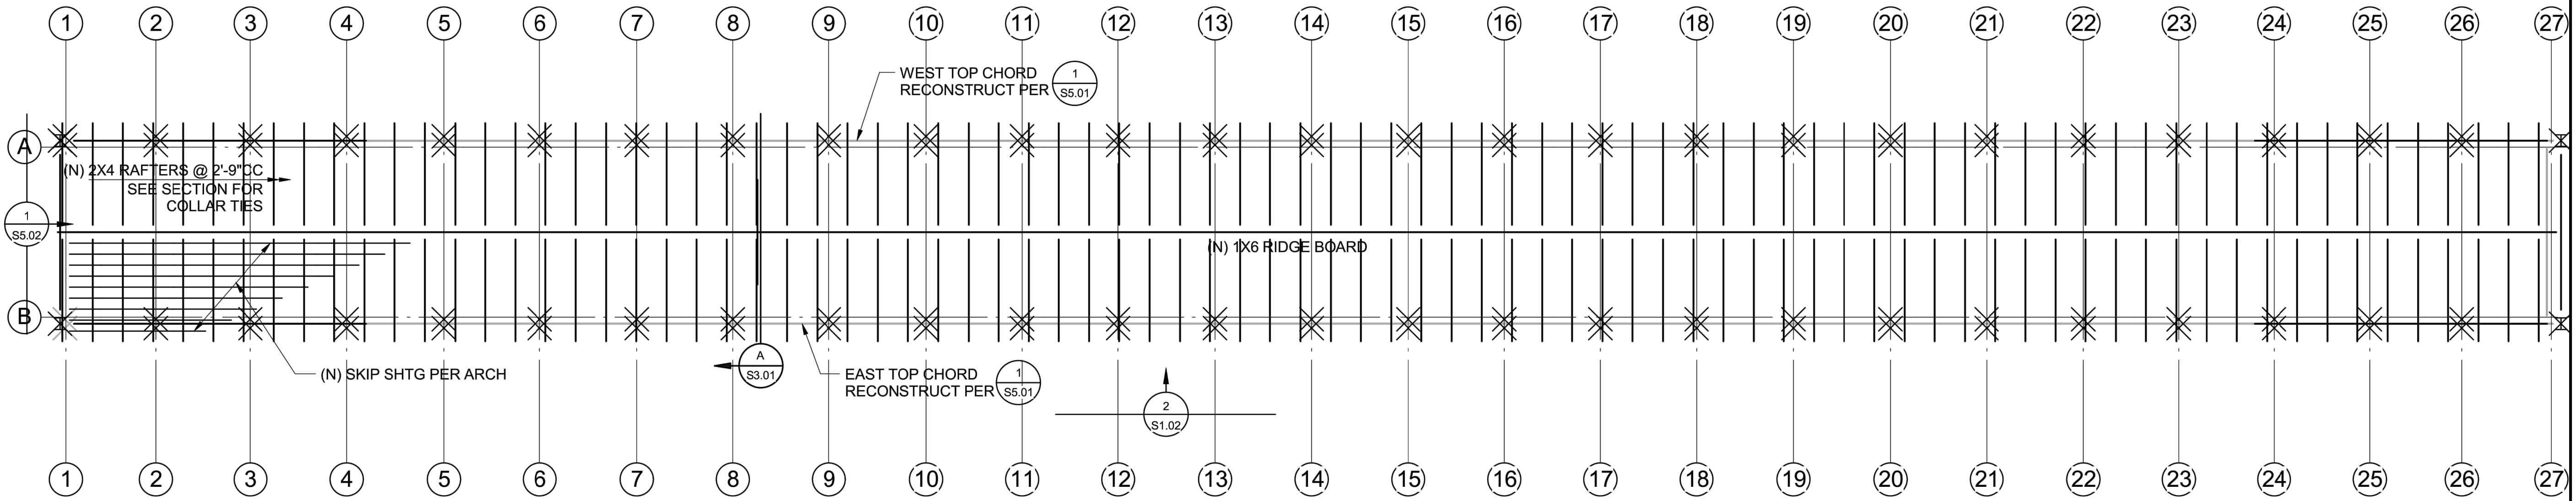 1 2 3 4 5 6 7 8 9 10 11 12 13 14 15 16 17 18 19 20 21 22 23 24 25 26 27
WEST TOP CHORD
RECONSTRUCT PER
1
S5.01
A
(N) 2X4 RAFTERS @ 2'-9"CC
SEE SECTION FOR
COLLAR TIES
1
S5.02
(N) 1X6 RIDGE BOARD
B
(N) SKIP SHTG PER ARCH
A
S3.01
EAST TOP CHORD
RECONSTRUCT PER
1
S5.01
2
S1.02
1 2 3 4 5 6 7 8 9 10 11 12 13 14 15 16 17 18 19 20 21 22 23 24 25 26 27